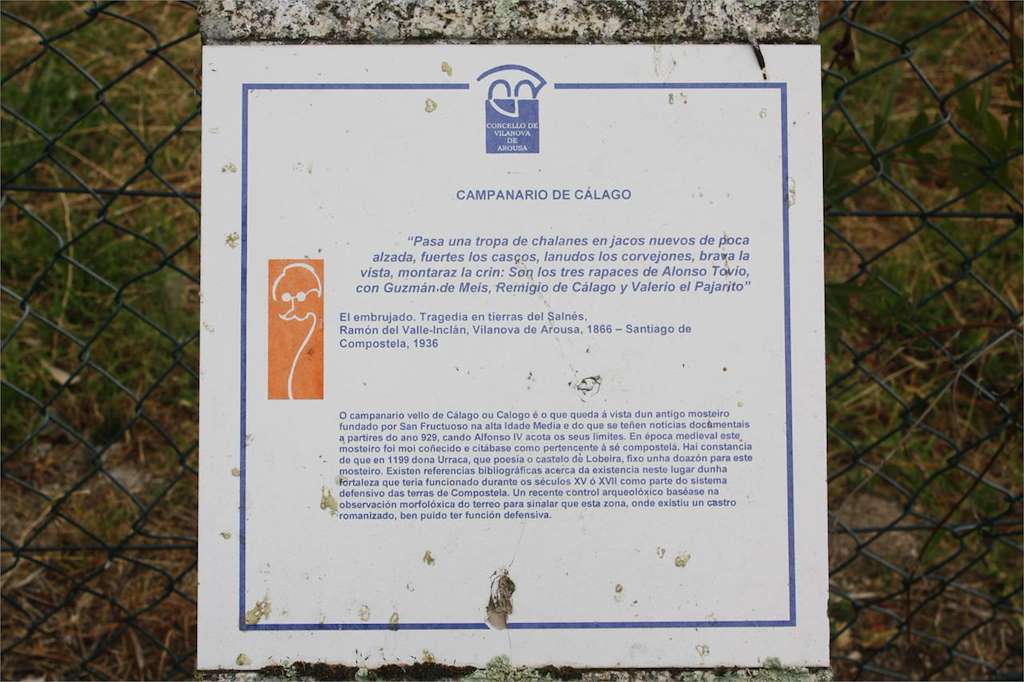 CONCELLO DE
VILANOVA
DE
AROUSA
CAMPANARIO DE CÁLAGO
“Pasa una tropa de chalanes en jacos nuevos de poca
alzada, fuertes los cascos, lanudos los corvejones, brava la
vista, montaraz la crin: Son los tres rapaces de Alonso Tovío,
con Guzmán de Meis, Remigio de Cálago y Valerio el Pajarito”
El embrujado. Tragedia en tierras del Salnés,
Ramón del Valle-Inclán, Vilanova de Arousa, 1866 – Santiago de
Compostela, 1936
O campanario vello de Cálago ou Calogo é o que queda á vista dun antigo mosteiro
fundado por San Fructuoso na alta Idade Media e do que se teñen noticias documentais
a partires do ano 929, cando Alfonso IV acota os seus límites. En época medieval este
mosteiro foi moi coñecido e citábase como pertencente á sé compostelá. Hai constancia
de que en 1199 dona Urraca, que poesía o castelo de Lobeira, fixo unha doazón para este
mosteiro. Existen referencias bibliográficas acerca da existencia neste lugar dunha
fortaleza que teria funcionado durante os séculos XV ó XVII como parte do sistema
defensivo das terras de Compostela. Un recente control arqueolóxico baséase na
observación morfolóxica do terreo para sinalar que esta zona, onde existiu un castro
romanizado, ben puido ter función defensiva.